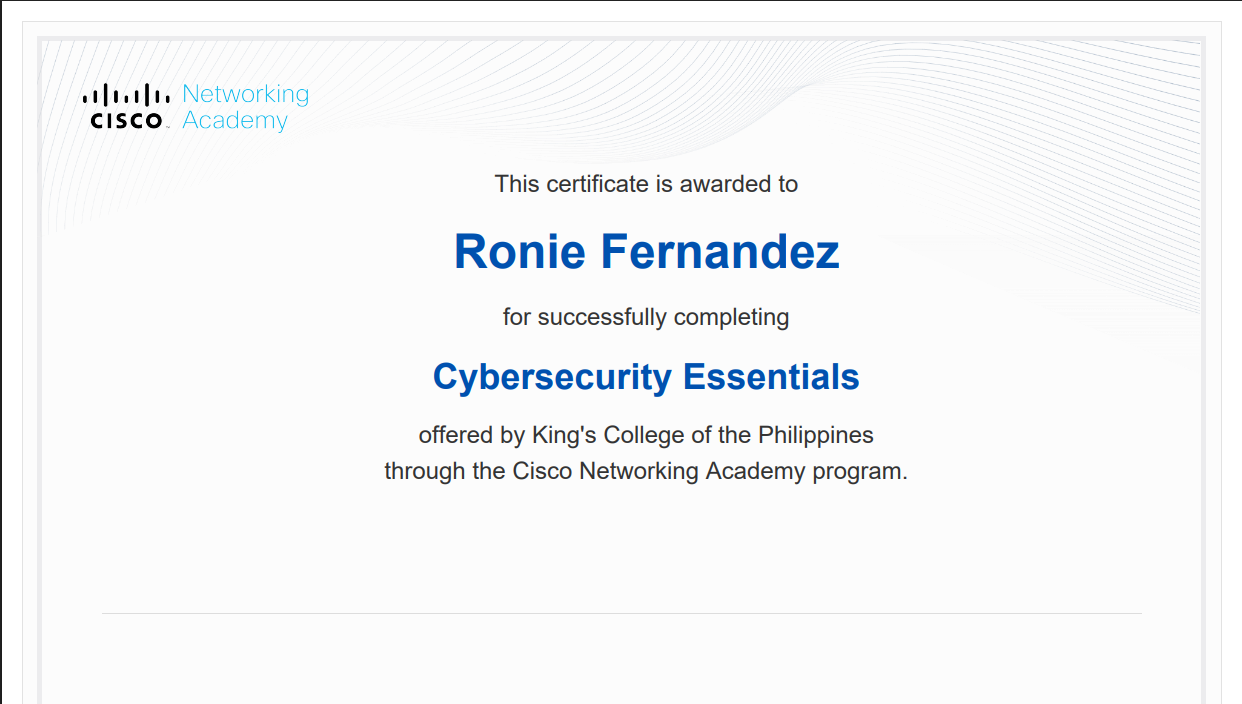 CISCO
Networking
Academy
This certificate is awarded to
Ronie Fernandez
for successfully completing
Cybersecurity Essentials
offered by King's College of the Philippines
through the Cisco Networking Academy program.